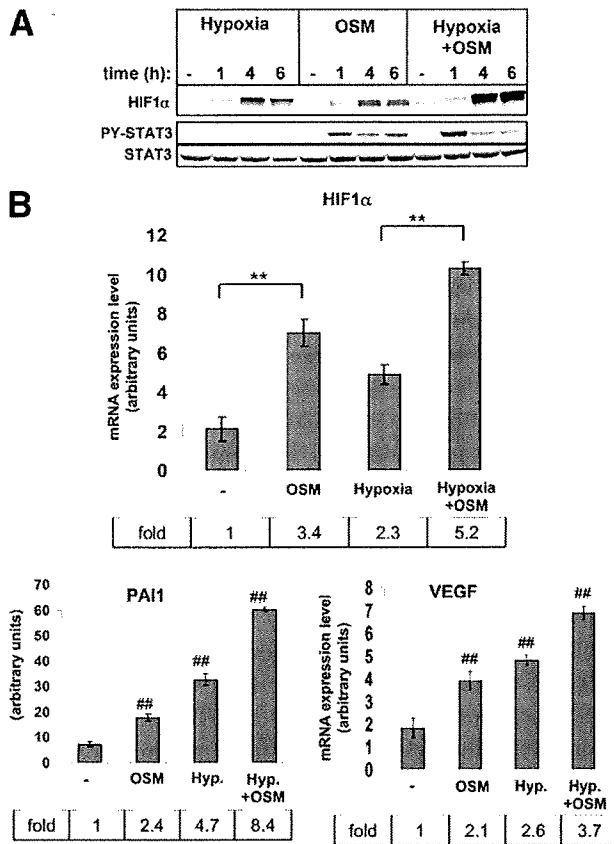 A
Hypoxia OSM Hypoxia +OSM
time (h): - 1 4 6 - 1 4 6 - 1 4 6
HIF1α
PY-STAT3
STAT3
B
HIF1α
mRNA expression level (arbitrary units)
12
10
8
6
4
2
0
** **
- OSM Hypoxia Hypoxia +OSM
fold 1 3.4 2.3 5.2
PAI1
(arbitrary units)
70
60
50
40
30
20
10
0
## ## ##
- OSM Hyp. Hyp. +OSM
fold 1 2.4 4.7 8.4
VEGF
mRNA expression level (arbitrary units)
8
7
6
5
4
3
2
1
0
## ## ##
- OSM Hyp. Hyp. +OSM
fold 1 2.1 2.6 3.7